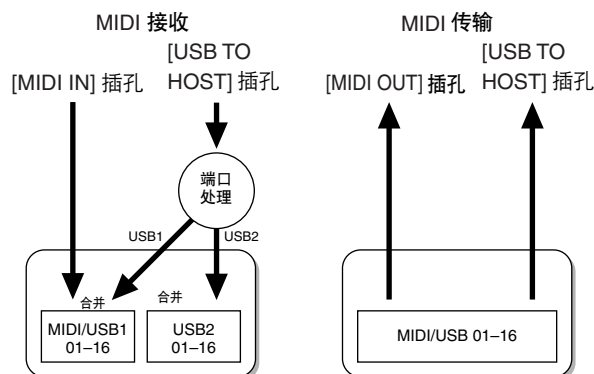 MIDI 接收
[MIDI IN] 插孔
[USB TO
HOST] 插孔
端口
处理
USB1
USB2
合并
合并
MIDI/USB1
01–16
USB2
01–16
MIDI 传输
[MIDI OUT] 插孔
[USB TO
HOST] 插孔
MIDI/USB 01–16